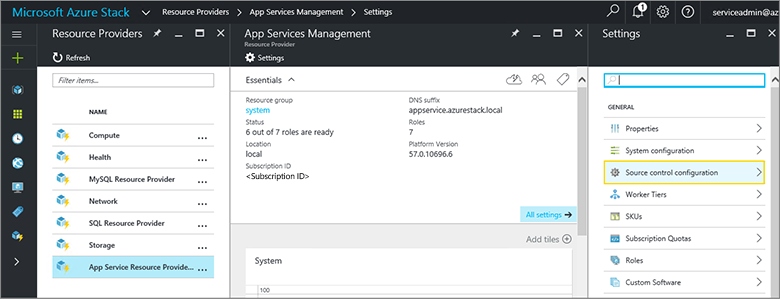 Microsoft Azure Stack
Resource Providers > App Services Management > Settings
1
serviceadmin@az
Resource Providers
Refresh
Filter items...
NAME
Compute ...
Health ...
MySQL Resource Provider ...
Network ...
SQL Resource Provider ...
Storage ...
App Service Resource Provide... ...
App Services Management
Resource Provider
Settings
Essentials
Resource group
system
Status
6 out of 7 roles are ready
Location
local
Subscription ID
<Subscription ID>
DNS suffix
appservice.azurestack.local
Roles
7
Platform Version
57.0.10696.6
All settings →
Add tiles
System
100
Settings
GENERAL
Properties
System configuration
Source control configuration
Worker Tiers
SKUs
Subscription Quotas
Roles
Custom Software